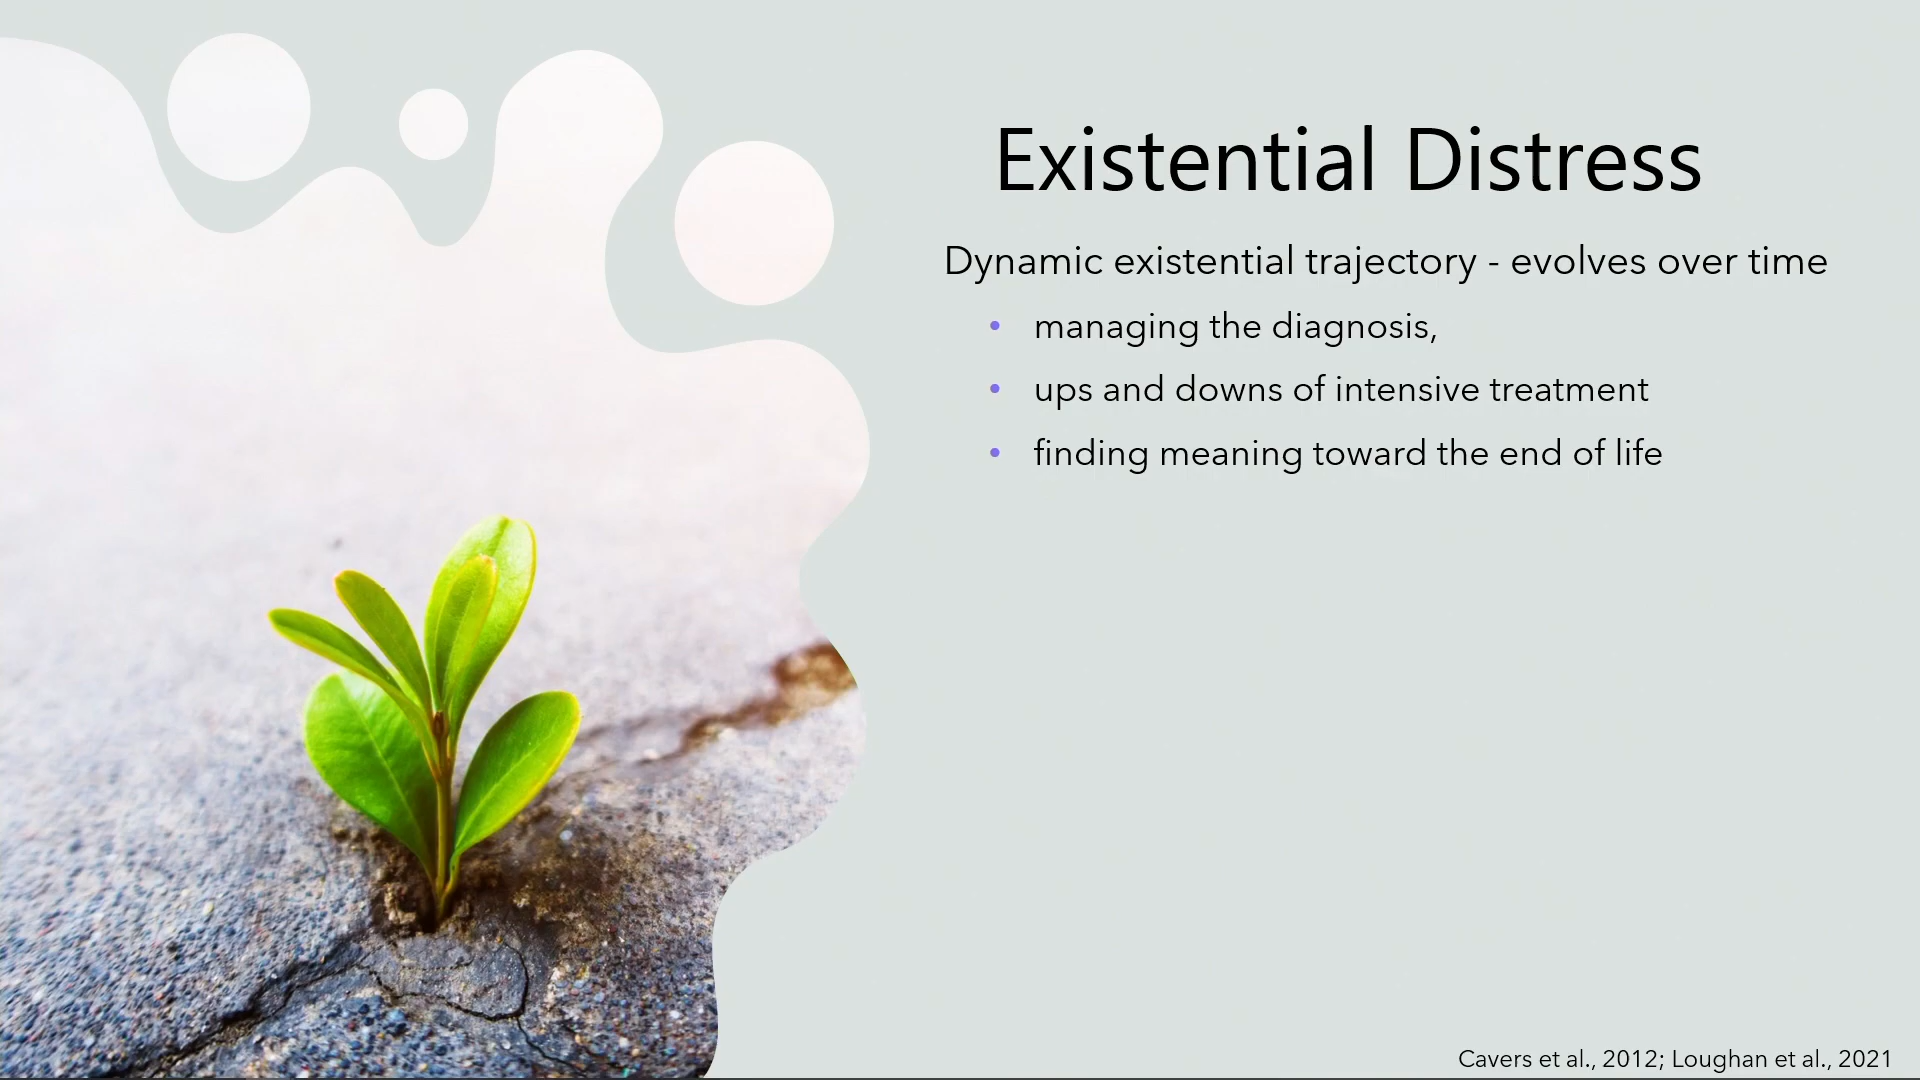 Existential Distress
Dynamic existential trajectory - evolves over time
• managing the diagnosis,
• ups and downs of intensive treatment
• finding meaning toward the end of life
Cavers et al., 2012; Loughan et al., 2021